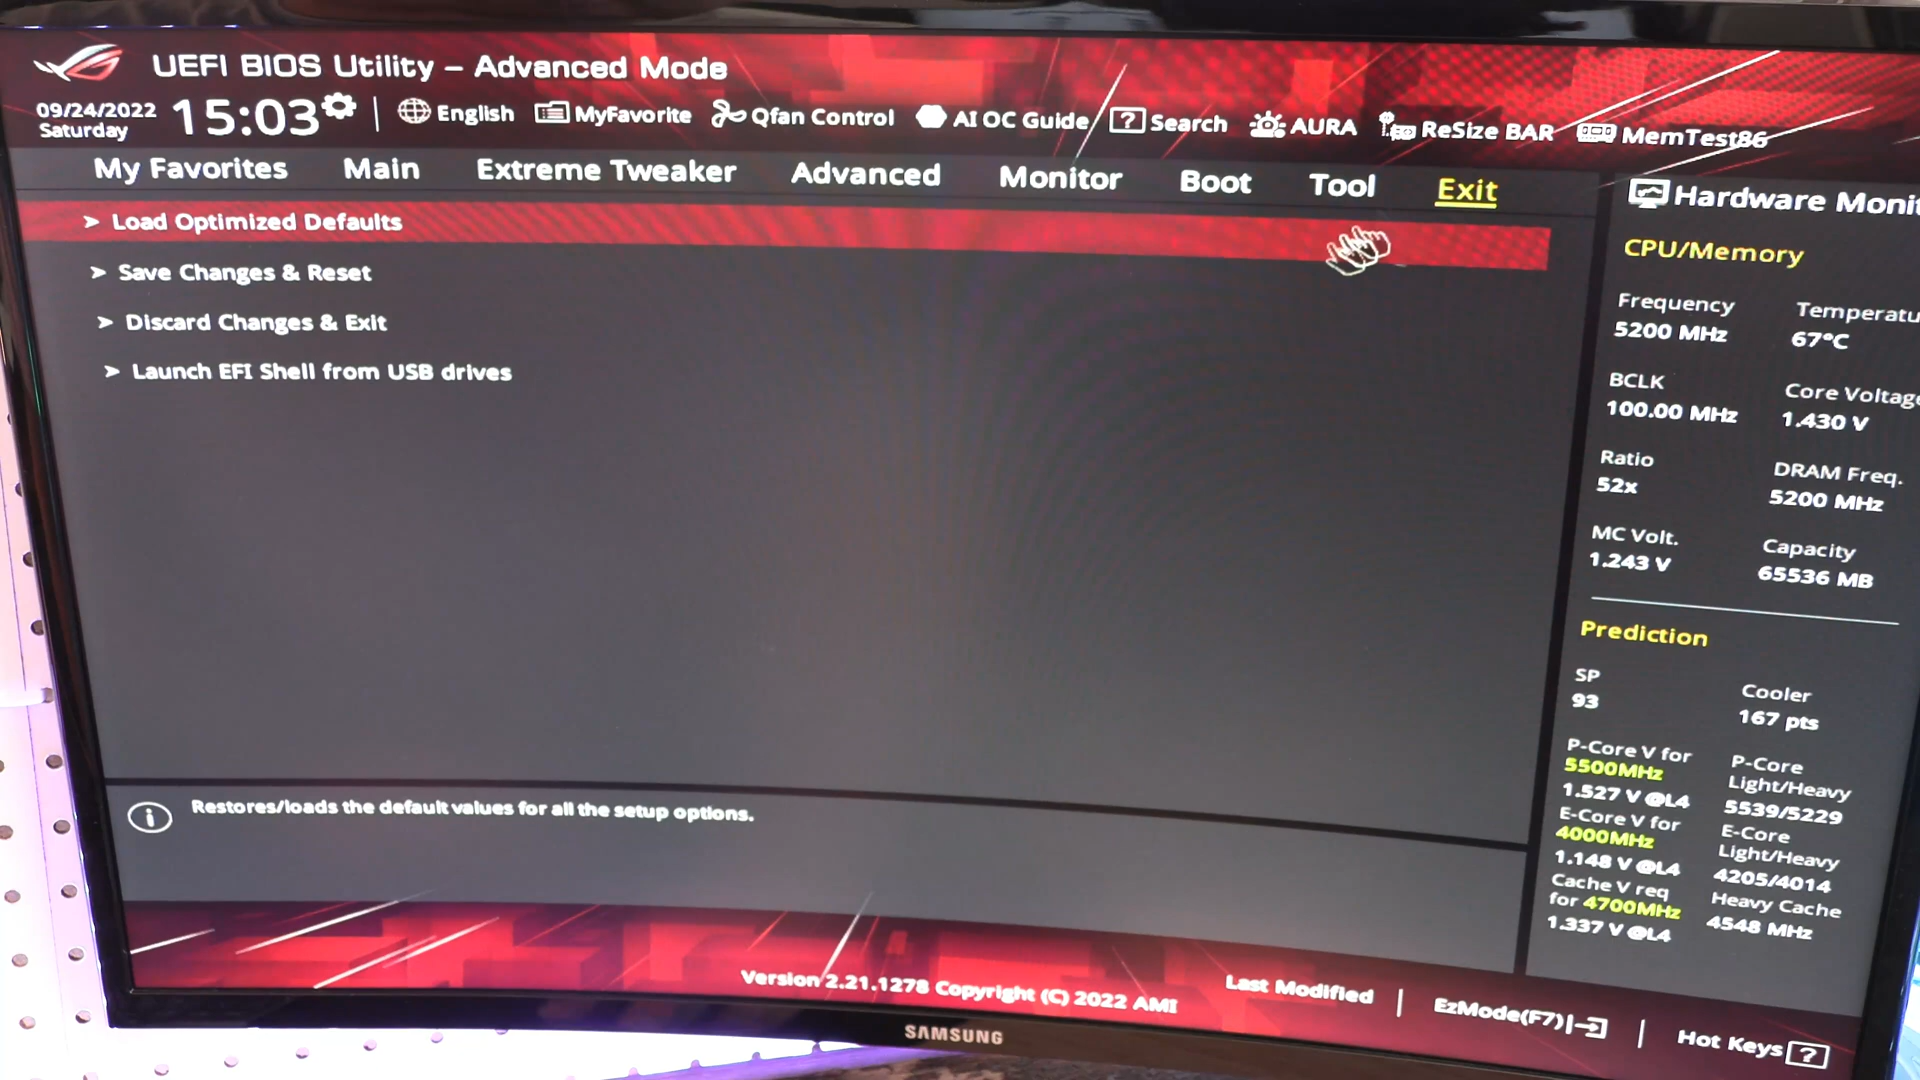 UEFI BIOS Utility – Advanced Mode
09/24/2022
Saturday
15:03
English
MyFavorite
Qfan Control
AI OC Guide
Search
AURA
ReSize BAR
MemTest86
My Favorites
Main
Extreme Tweaker
Advanced
Monitor
Boot
Tool
Exit
Load Optimized Defaults
Save Changes & Reset
Discard Changes & Exit
Launch EFI Shell from USB drives
Hardware Monit
CPU/Memory
Frequency
5200 MHz
Temperatu
67°C
BCLK
100.00 MHz
Core Voltage
1.430 V
Ratio
52x
DRAM Freq.
5200 MHz
MC Volt.
1.243 V
Capacity
65536 MB
Prediction
SP
93
Cooler
167 pts
P-Core V for
5500MHz
1.527 V @L4
P-Core
Light/Heavy
5539/5229
E-Core V for
4000MHz
1.148 V @L4
E-Core
Light/Heavy
4205/4014
Cache V req
for 4700MHz
1.337 V @L4
Heavy Cache
4548 MHz
Restores/loads the default values for all the setup options.
Version 2.21.1278 Copyright (C) 2022 AMI
Last Modified
EzMode(F7)
Hot Keys ?
SAMSUNG